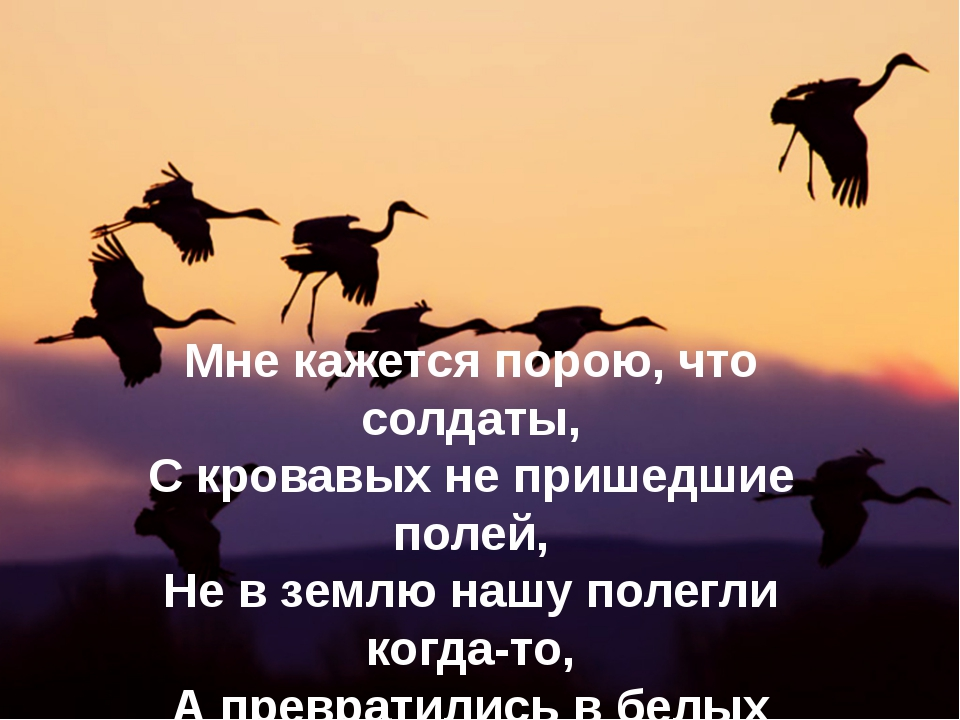 Мне кажется порою, что
солдаты,
С кровавых не пришедшие
полей,
Не в землю нашу полегли
когда-то,
А превратились в белых